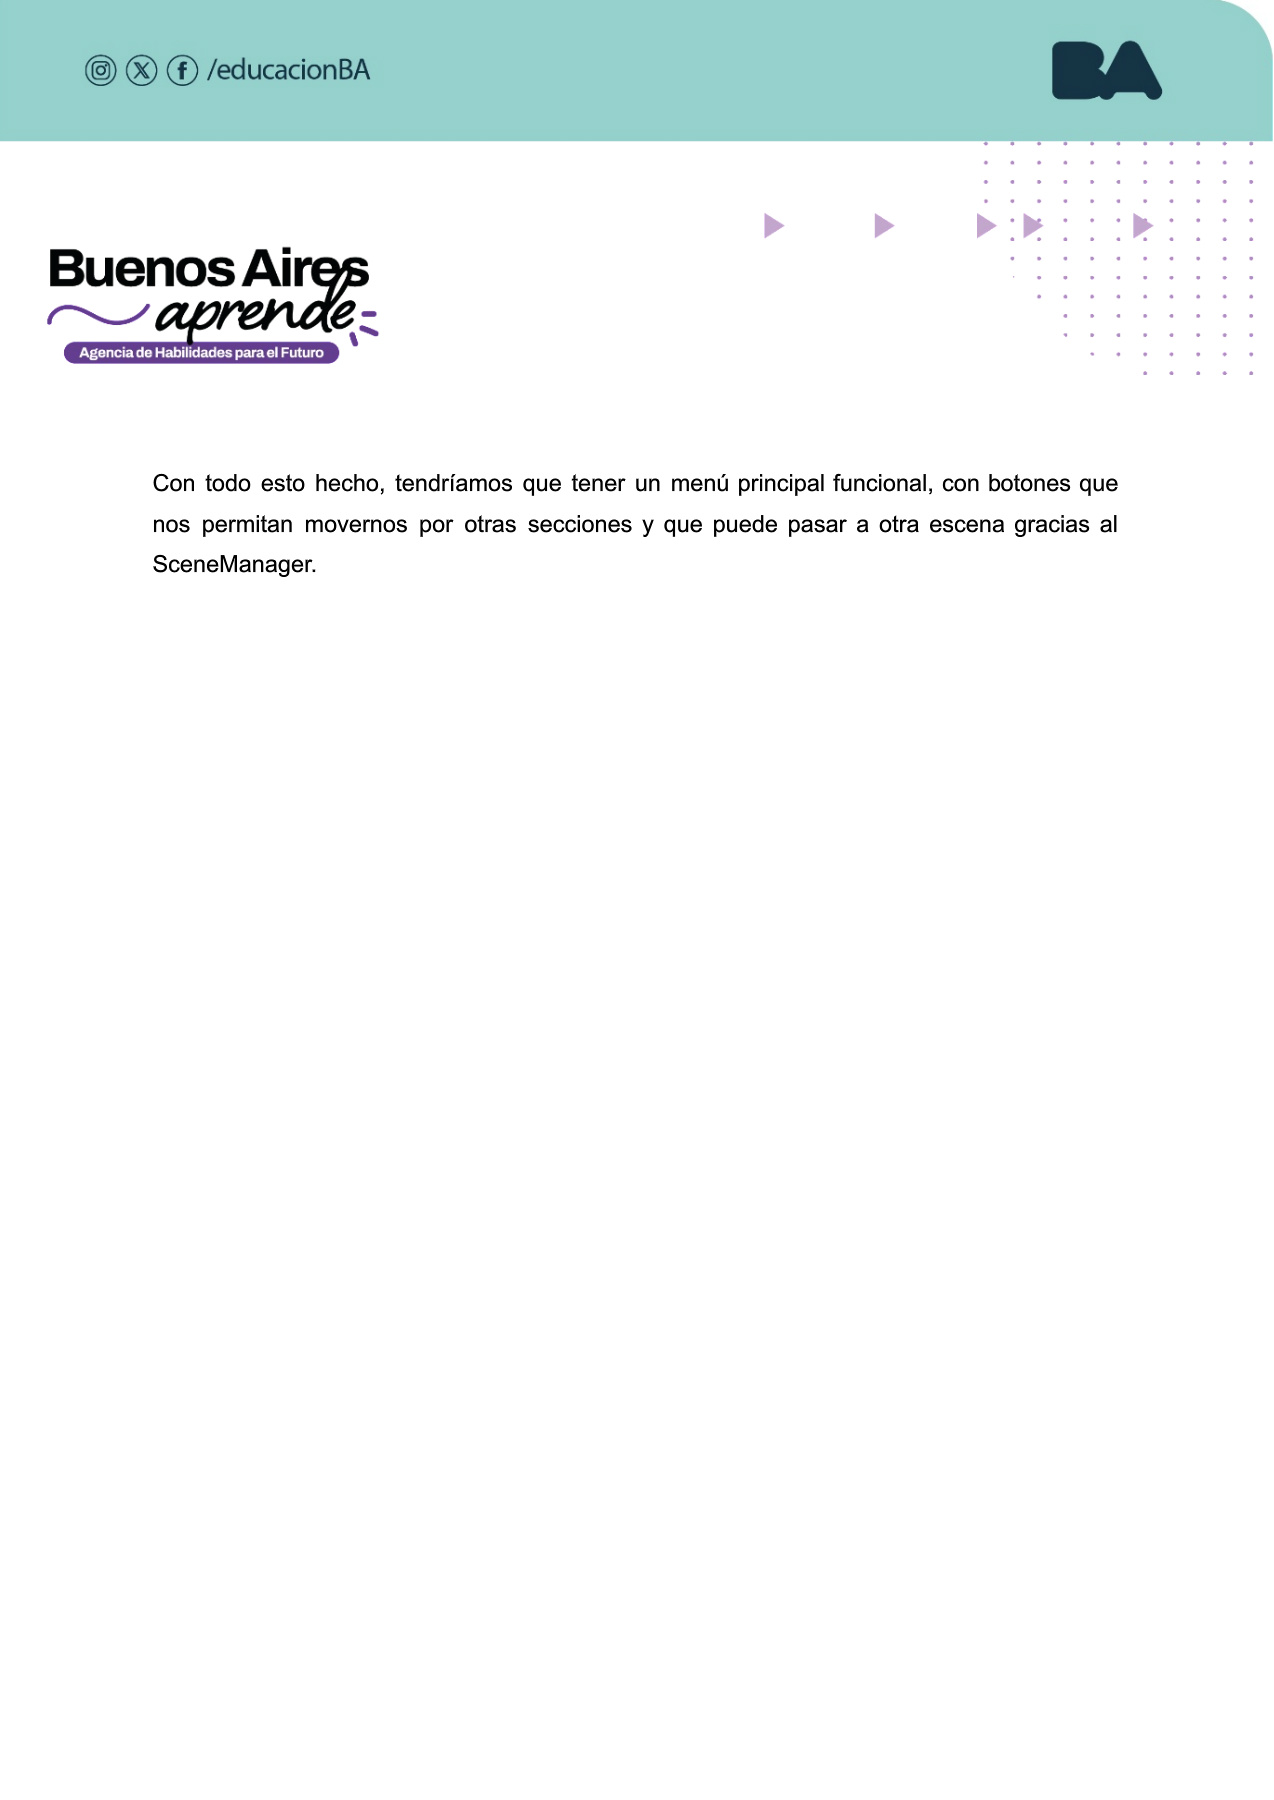 /educacionBA
BA
Buenos Aires
aprende
Agencia de Habilidades para el Futuro
Con todo esto hecho, tendríamos que tener un menú principal funcional, con botones que
nos permitan movernos por otras secciones y que puede pasar a otra escena gracias al
SceneManager.